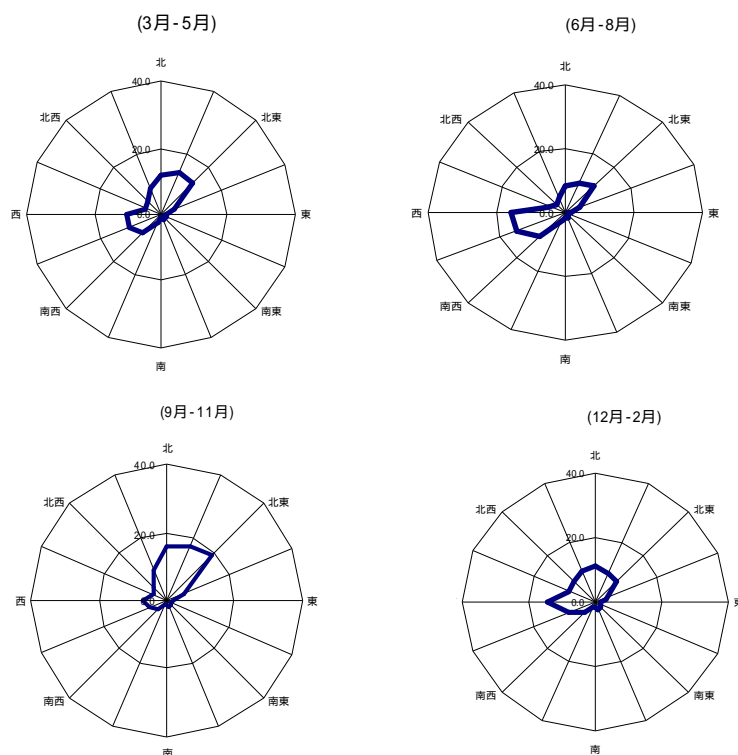 (3月-5月)
北
40.0
北西
北東
20.0
西
0.0
東
南西
南東
南
(6月-8月)
北
40.0
北西
北東
20.0
西
0.0
東
南西
南東
南
(9月-11月)
北
40.0
北西
北東
20.0
西
東
南西
南東
南
(12月-2月)
北
40.0
北西
北東
20.0
西
0.0
南西
南東
南